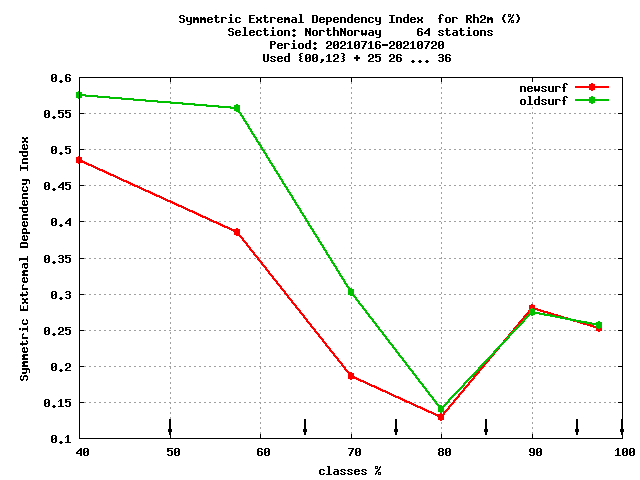 Symmetric Extremal Dependency Index  for Rh2m (%)
Selection: NorthNorway     64 stations
Period: 20210716-20210720
Used {00,12} + 25 26 ... 36
newsurf
oldsurf
Symmetric Extremal Dependency Index
0.6
0.55
0.5
0.45
0.4
0.35
0.3
0.25
0.2
0.15
0.1
40 50 60 70 80 90 100
classes %